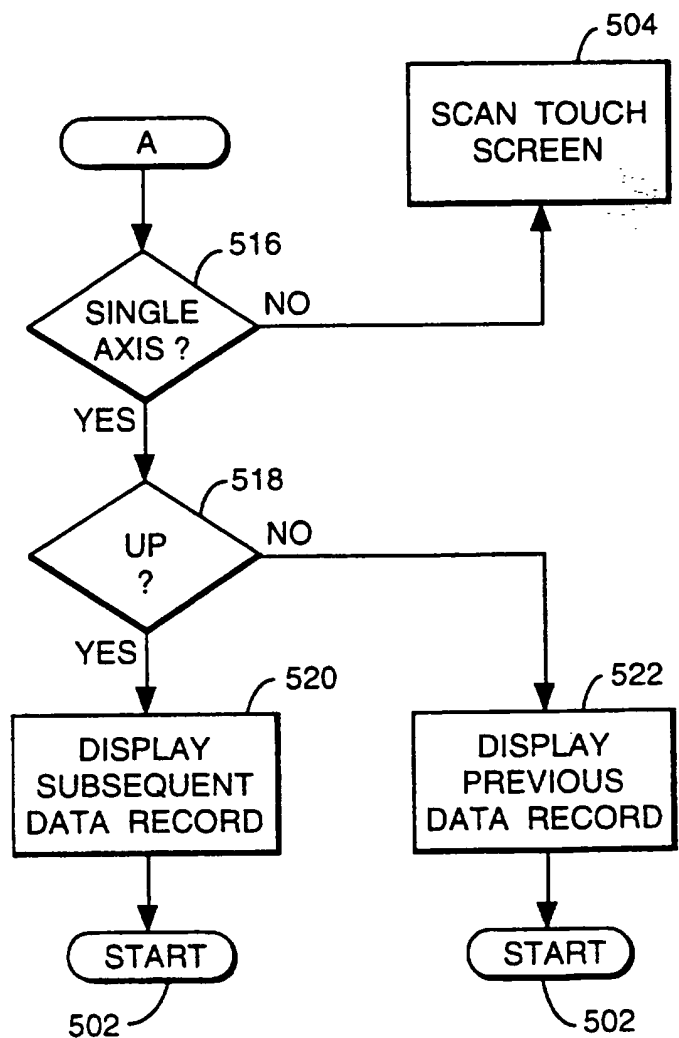 504
SCAN TOUCH
SCREEN
A
516
SINGLE
AXIS ?
NO
YES
518
UP
?
NO
YES
520
DISPLAY
SUBSEQUENT
DATA RECORD
522
DISPLAY
PREVIOUS
DATA RECORD
START
502
START
502